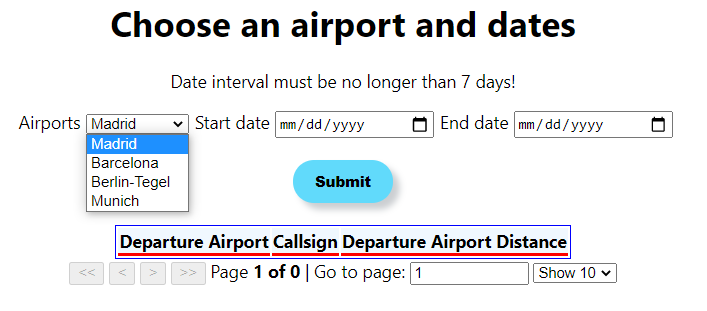 Choose an airport and dates
Date interval must be no longer than 7 days!
Airports Madrid Start date mm/dd/yyyy End date mm/dd/yyyy
Madrid
Barcelona
Berlin-Tegel
Munich
Submit
Departure Airport Callsign Departure Airport Distance
<< < > >> Page 1 of 0 | Go to page: 1 Show 10